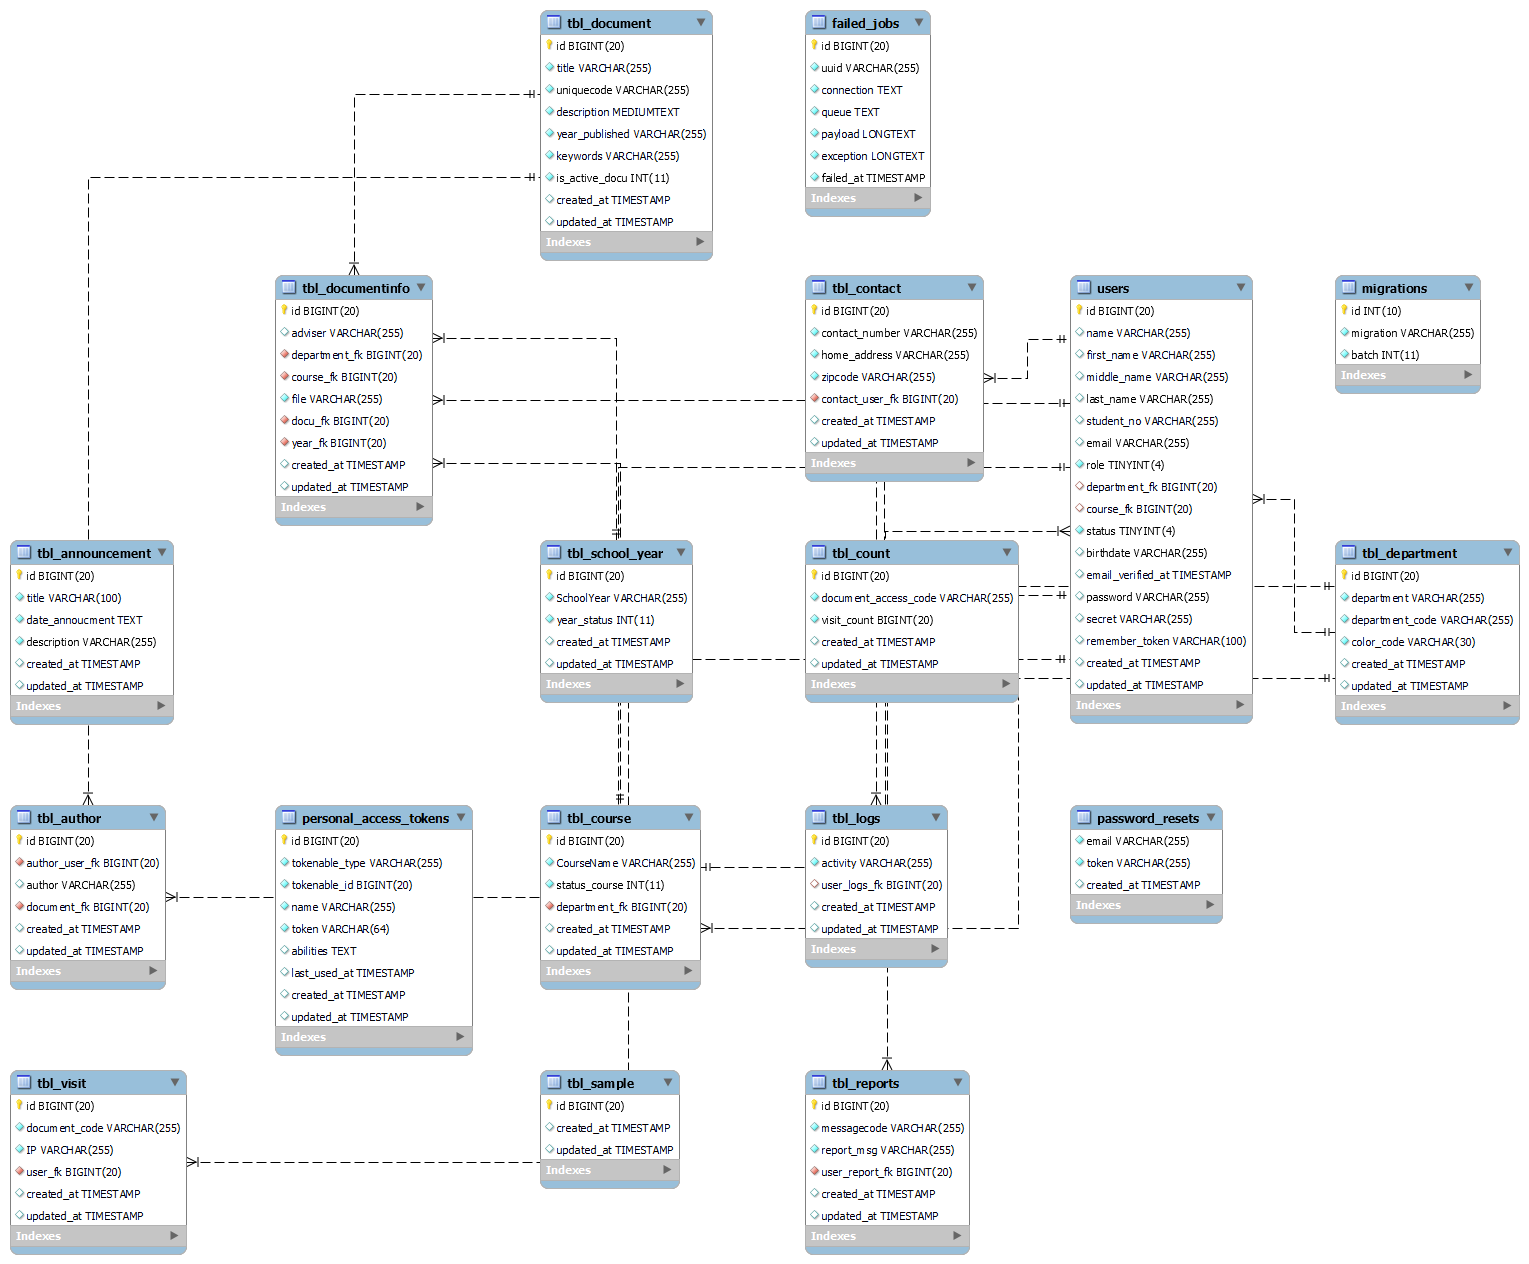 tbl_document
id BIGINT(20)
title VARCHAR(255)
uniquecode VARCHAR(255)
description MEDIUMTEXT
year_published VARCHAR(255)
keywords VARCHAR(255)
is_active_docu INT(11)
created_at TIMESTAMP
updated_at TIMESTAMP
Indexes
failed_jobs
id BIGINT(20)
uuid VARCHAR(255)
connection TEXT
queue TEXT
payload LONGTEXT
exception LONGTEXT
failed_at TIMESTAMP
Indexes
tbl_documentinfo
id BIGINT(20)
adviser VARCHAR(255)
department_fk BIGINT(20)
course_fk BIGINT(20)
file VARCHAR(255)
docu_fk BIGINT(20)
year_fk BIGINT(20)
created_at TIMESTAMP
updated_at TIMESTAMP
Indexes
tbl_contact
id BIGINT(20)
contact_number VARCHAR(255)
home_address VARCHAR(255)
zipcode VARCHAR(255)
contact_user_fk BIGINT(20)
created_at TIMESTAMP
updated_at TIMESTAMP
Indexes
users
id BIGINT(20)
name VARCHAR(255)
first_name VARCHAR(255)
middle_name VARCHAR(255)
last_name VARCHAR(255)
student_no VARCHAR(255)
email VARCHAR(255)
role TINYINT(4)
department_fk BIGINT(20)
course_fk BIGINT(20)
status TINYINT(4)
birthdate VARCHAR(255)
email_verified_at TIMESTAMP
password VARCHAR(255)
secret VARCHAR(255)
remember_token VARCHAR(100)
created_at TIMESTAMP
updated_at TIMESTAMP
Indexes
migrations
id INT(10)
migration VARCHAR(255)
batch INT(11)
Indexes
tbl_announcement
id BIGINT(20)
title VARCHAR(100)
date_annoucment TEXT
description VARCHAR(255)
created_at TIMESTAMP
updated_at TIMESTAMP
Indexes
tbl_school_year
id BIGINT(20)
SchoolYear VARCHAR(255)
year_status INT(11)
created_at TIMESTAMP
updated_at TIMESTAMP
Indexes
tbl_count
id BIGINT(20)
document_access_code VARCHAR(255)
visit_count BIGINT(20)
created_at TIMESTAMP
updated_at TIMESTAMP
Indexes
tbl_department
id BIGINT(20)
department VARCHAR(255)
department_code VARCHAR(255)
color_code VARCHAR(30)
created_at TIMESTAMP
updated_at TIMESTAMP
Indexes
tbl_author
id BIGINT(20)
author_user_fk BIGINT(20)
author VARCHAR(255)
document_fk BIGINT(20)
created_at TIMESTAMP
updated_at TIMESTAMP
Indexes
personal_access_tokens
id BIGINT(20)
tokenable_type VARCHAR(255)
tokenable_id BIGINT(20)
name VARCHAR(255)
token VARCHAR(64)
abilities TEXT
last_used_at TIMESTAMP
created_at TIMESTAMP
updated_at TIMESTAMP
Indexes
tbl_course
id BIGINT(20)
CourseName VARCHAR(255)
status_course INT(11)
department_fk BIGINT(20)
created_at TIMESTAMP
updated_at TIMESTAMP
Indexes
tbl_logs
id BIGINT(20)
activity VARCHAR(255)
user_logs_fk BIGINT(20)
created_at TIMESTAMP
updated_at TIMESTAMP
Indexes
password_resets
email VARCHAR(255)
token VARCHAR(255)
created_at TIMESTAMP
Indexes
tbl_visit
id BIGINT(20)
document_code VARCHAR(255)
IP VARCHAR(255)
user_fk BIGINT(20)
created_at TIMESTAMP
updated_at TIMESTAMP
Indexes
tbl_sample
id BIGINT(20)
created_at TIMESTAMP
updated_at TIMESTAMP
Indexes
tbl_reports
id BIGINT(20)
messagecode VARCHAR(255)
report_msg VARCHAR(255)
user_report_fk BIGINT(20)
created_at TIMESTAMP
updated_at TIMESTAMP
Indexes